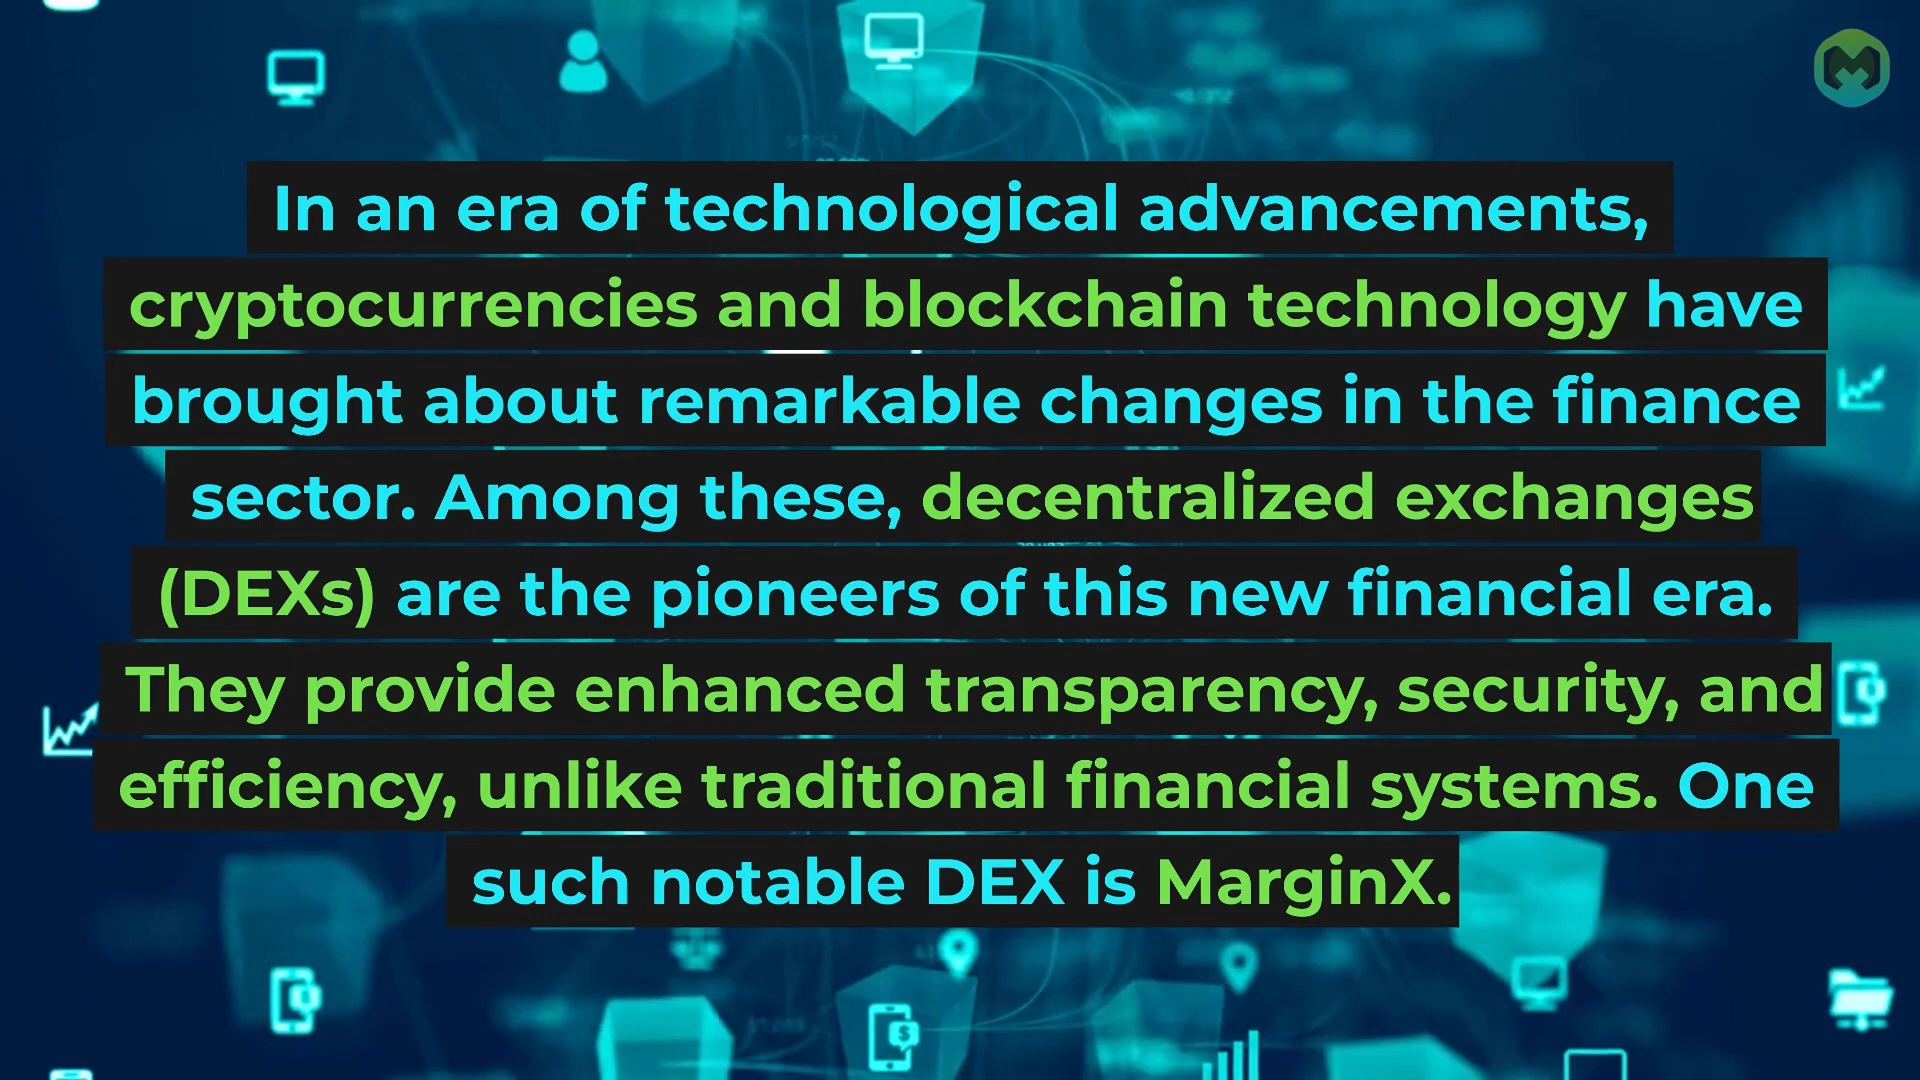 In an era of technological advancements,
cryptocurrencies and blockchain technology have
brought about remarkable changes in the finance
sector. Among these, decentralized exchanges
(DEXs) are the pioneers of this new financial era.
They provide enhanced transparency, security, and
efficiency, unlike traditional financial systems. One
such notable DEX is MarginX.